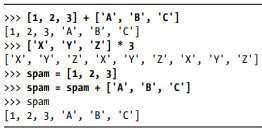 >>> [1, 2, 3] + ['A', 'B', 'C']
[1, 2, 3, 'A', 'B', 'C']
>>> ['X', 'Y', 'Z'] * 3
['X', 'Y', 'Z', 'X', 'Y', 'Z', 'X', 'Y', 'Z']
>>> spam = [1, 2, 3]
>>> spam = spam + ['A', 'B', 'C']
>>> spam
[1, 2, 3, 'A', 'B', 'C']